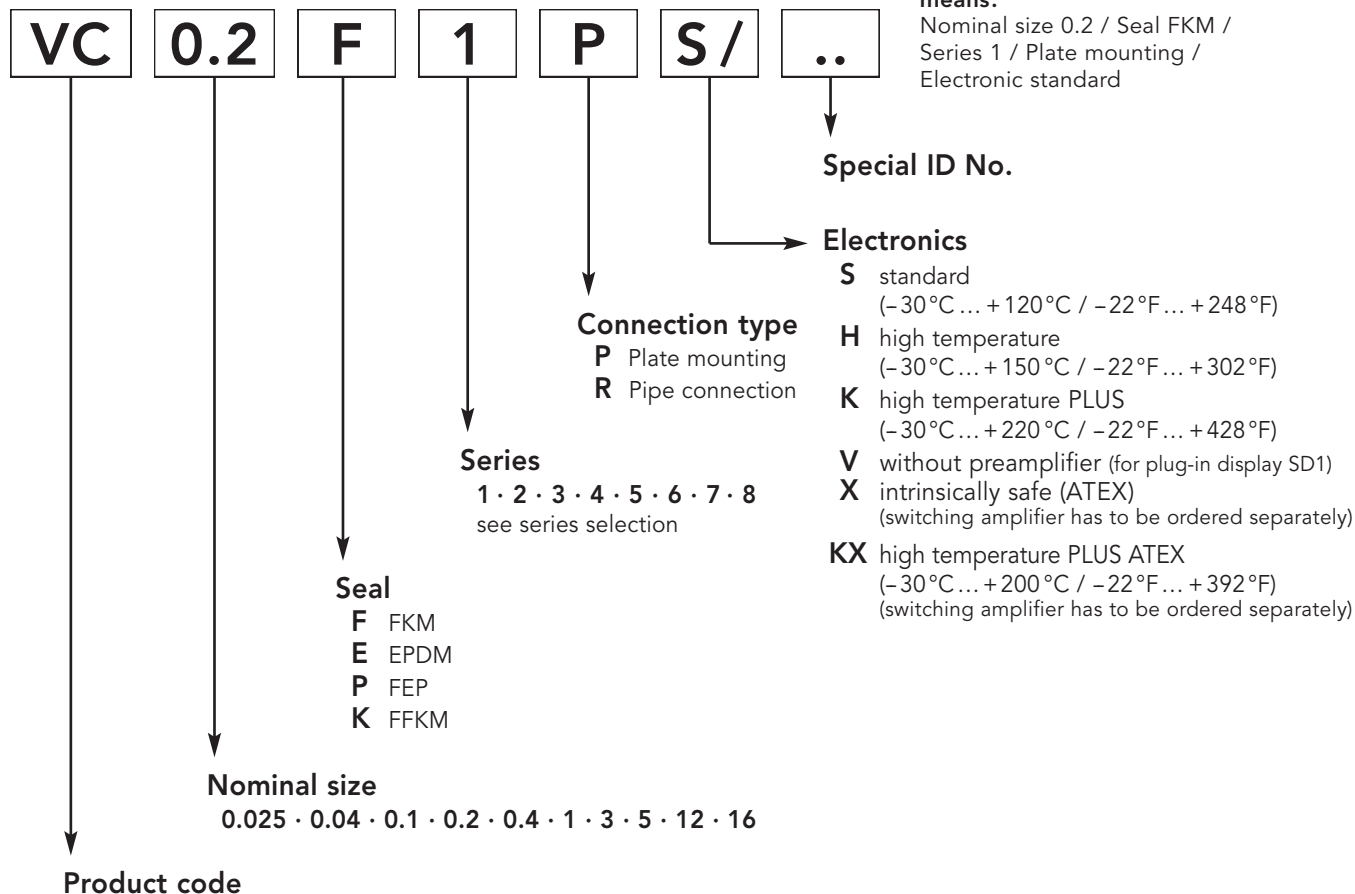 means:
VC 0.2 F 1 P S/ ..
Nominal size 0.2 / Seal FKM /
Series 1 / Plate mounting /
Electronic standard
Special ID No.
Electronics
S standard
(–30°C… +120°C / –22°F… +248°F)
H high temperature
(–30°C… +150°C / –22°F… +302°F)
K high temperature PLUS
(–30°C… +220°C / –22°F… +428°F)
V without preamplifier (for plug-in display SD1)
X intrinsically safe (ATEX)
(switching amplifier has to be ordered separately)
KX high temperature PLUS ATEX
(–30°C… +200°C / –22°F… +392°F)
(switching amplifier has to be ordered separately)
Connection type
P Plate mounting
R Pipe connection
Series
1 · 2 · 3 · 4 · 5 · 6 · 7 · 8
see series selection
Seal
F FKM
E EPDM
P FEP
K FFKM
Nominal size
0.025 · 0.04 · 0.1 · 0.2 · 0.4 · 1 · 3 · 5 · 12 · 16
Product code